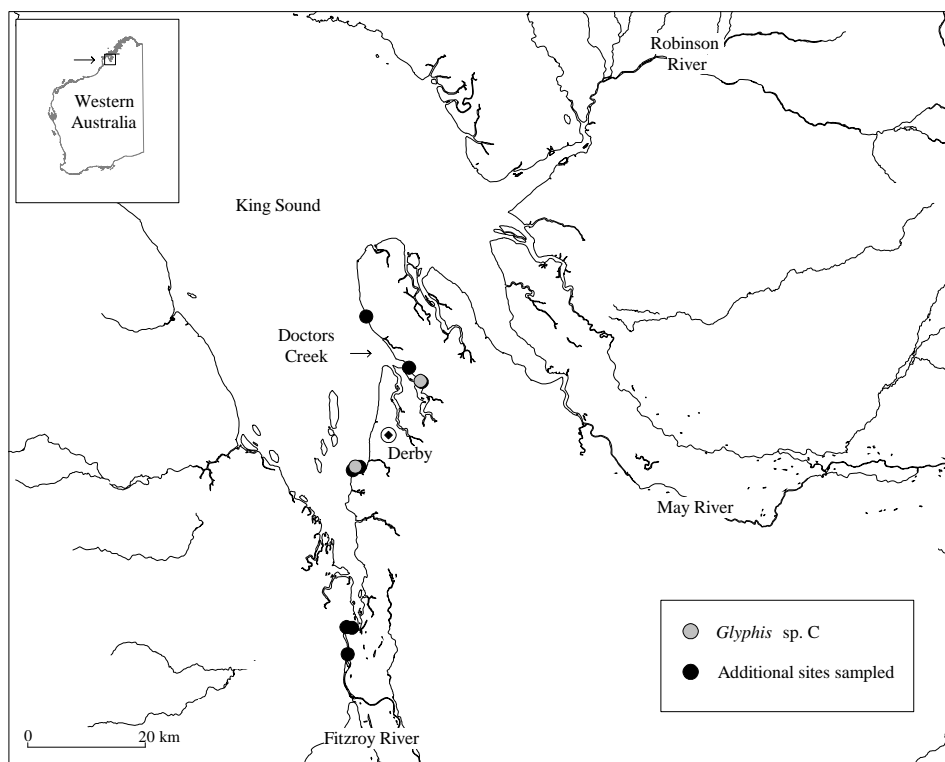 Western
Australia
Robinson
River
King Sound
Doctors
Creek
Derby
May River
Glyphis sp. C
Additional sites sampled
0 20 km
Fitzroy River